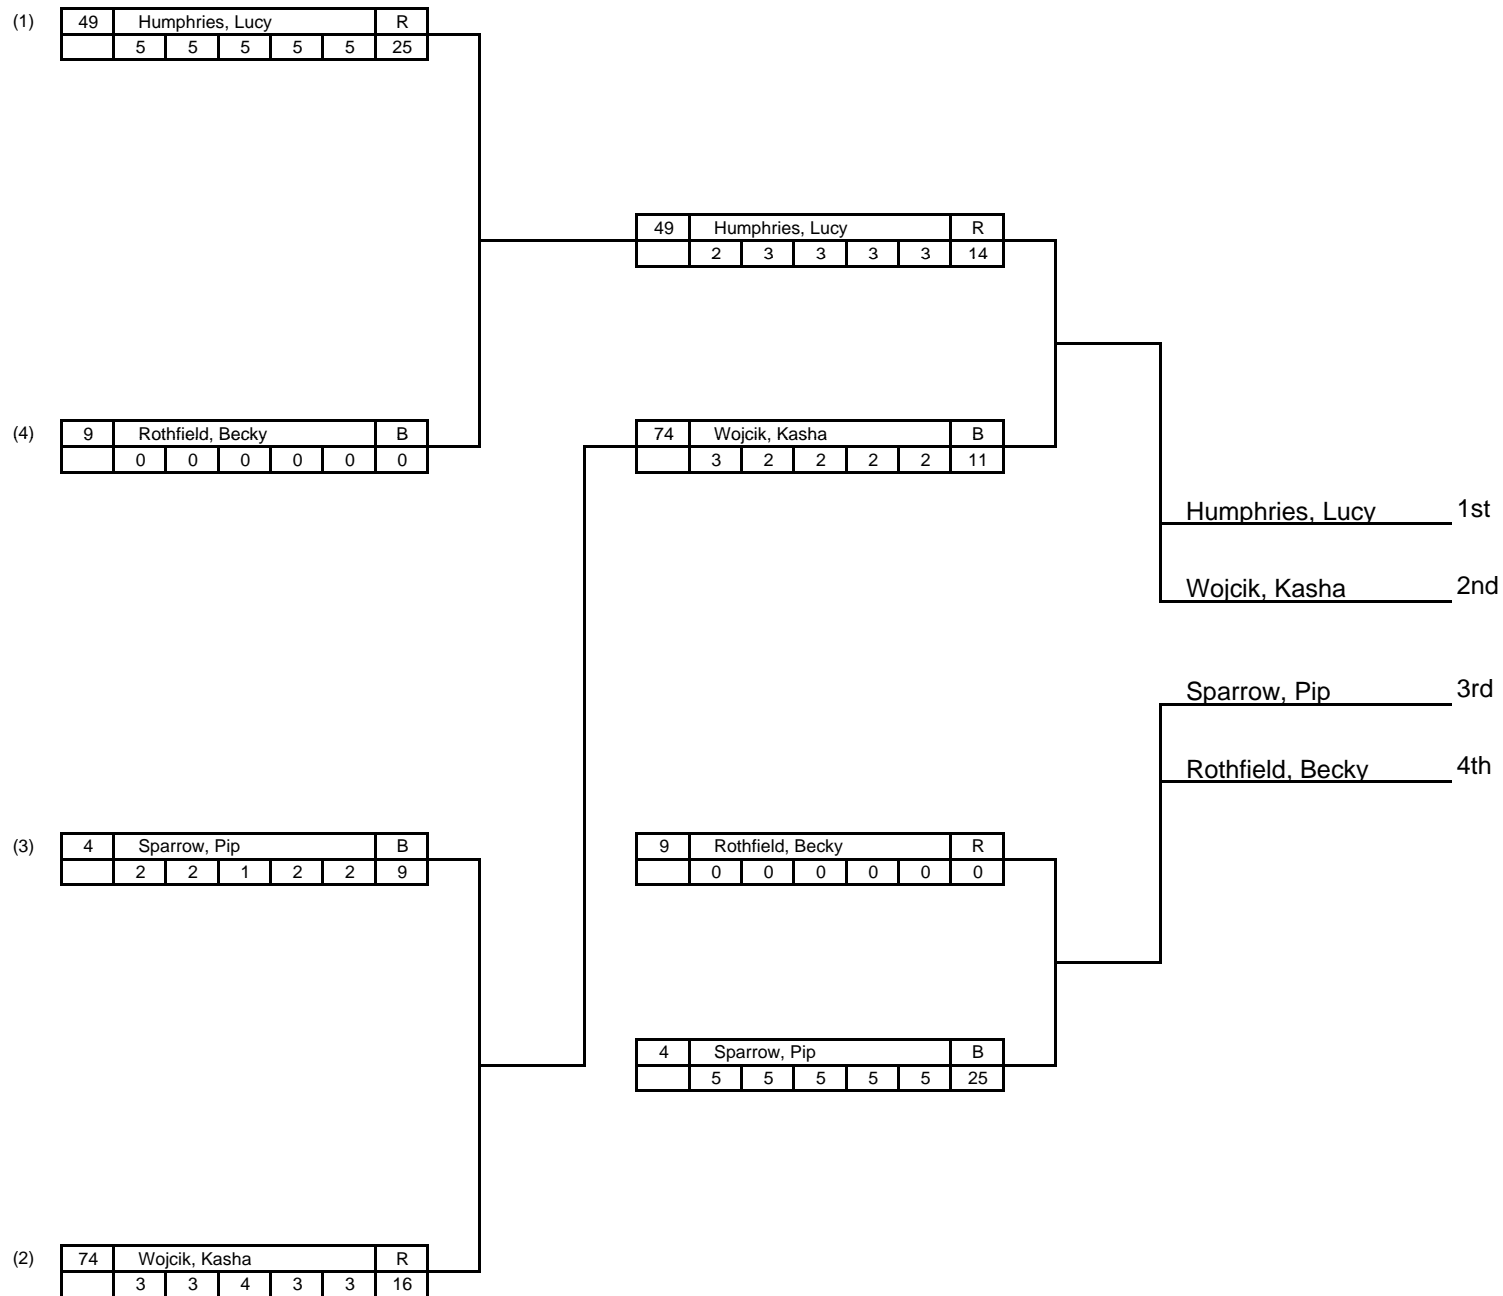 (1) 49 Humphries, Lucy R
5 5 5 5 5 25
49 Humphries, Lucy R
2 3 3 3 3 14
(4) 9 Rothfield, Becky B
0 0 0 0 0 0
74 Wojcik, Kasha B
3 2 2 2 2 11
Humphries, Lucy 1st
Wojcik, Kasha 2nd
Sparrow, Pip 3rd
Rothfield, Becky 4th
(3) 4 Sparrow, Pip B
2 2 1 2 2 9
9 Rothfield, Becky R
0 0 0 0 0 0
4 Sparrow, Pip B
5 5 5 5 5 25
(2) 74 Wojcik, Kasha R
3 3 4 3 3 16